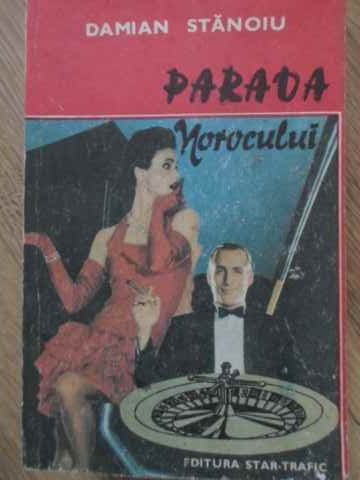 DAMIAN STĂNOIU
PARADA
Norocului
EDITURA STAR-TRAFIC